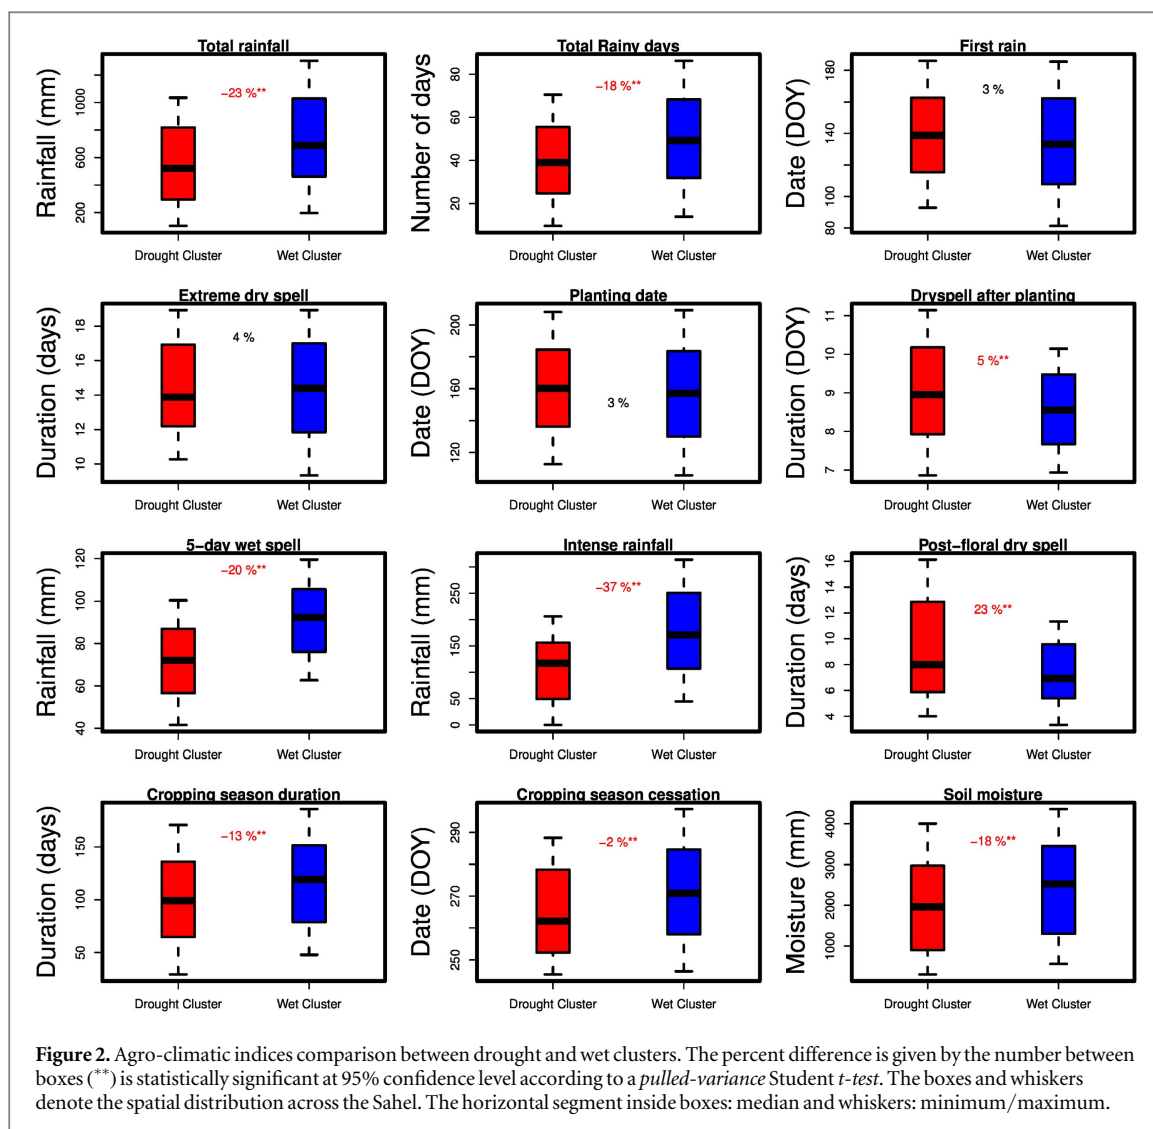 Total rainfall
Rainfall (mm)
1000
600
200
-23 %**
Drought Cluster
Wet Cluster
Total Rainy days
Number of days
80
60
40
20
-18 %**
Drought Cluster
Wet Cluster
First rain
Date (DOY)
180
140
100
80
3 %
Drought Cluster
Wet Cluster
Extreme dry spell
Duration (days)
18
16
14
12
10
4 %
Drought Cluster
Wet Cluster
Planting date
Date (DOY)
200
160
120
3 %
Drought Cluster
Wet Cluster
Dryspell after planting
Duration (DOY)
11
10
9
8
7
5 %**
Drought Cluster
Wet Cluster
5-day wet spell
Rainfall (mm)
120
100
80
60
40
-20 %**
Drought Cluster
Wet Cluster
Intense rainfall
Rainfall (mm)
250
150
50
0
-37 %**
Drought Cluster
Wet Cluster
Post-floral dry spell
Duration (days)
16
14
12
10
8
6
4
23 %**
Drought Cluster
Wet Cluster
Cropping season duration
Duration (days)
150
100
50
-13 %**
Drought Cluster
Wet Cluster
Cropping season cessation
Date (DOY)
290
270
250
-2 %**
Drought Cluster
Wet Cluster
Soil moisture
Moisture (mm)
4000
3000
2000
1000
-18 %**
Drought Cluster
Wet Cluster
Figure 2. Agro-climatic indices comparison between drought and wet clusters. The percent difference is given by the number between
boxes (**) is statistically significant at 95% confidence level according to a pulled-variance Student t-test. The boxes and whiskers
denote the spatial distribution across the Sahel. The horizontal segment inside boxes: median and whiskers: minimum/maximum.